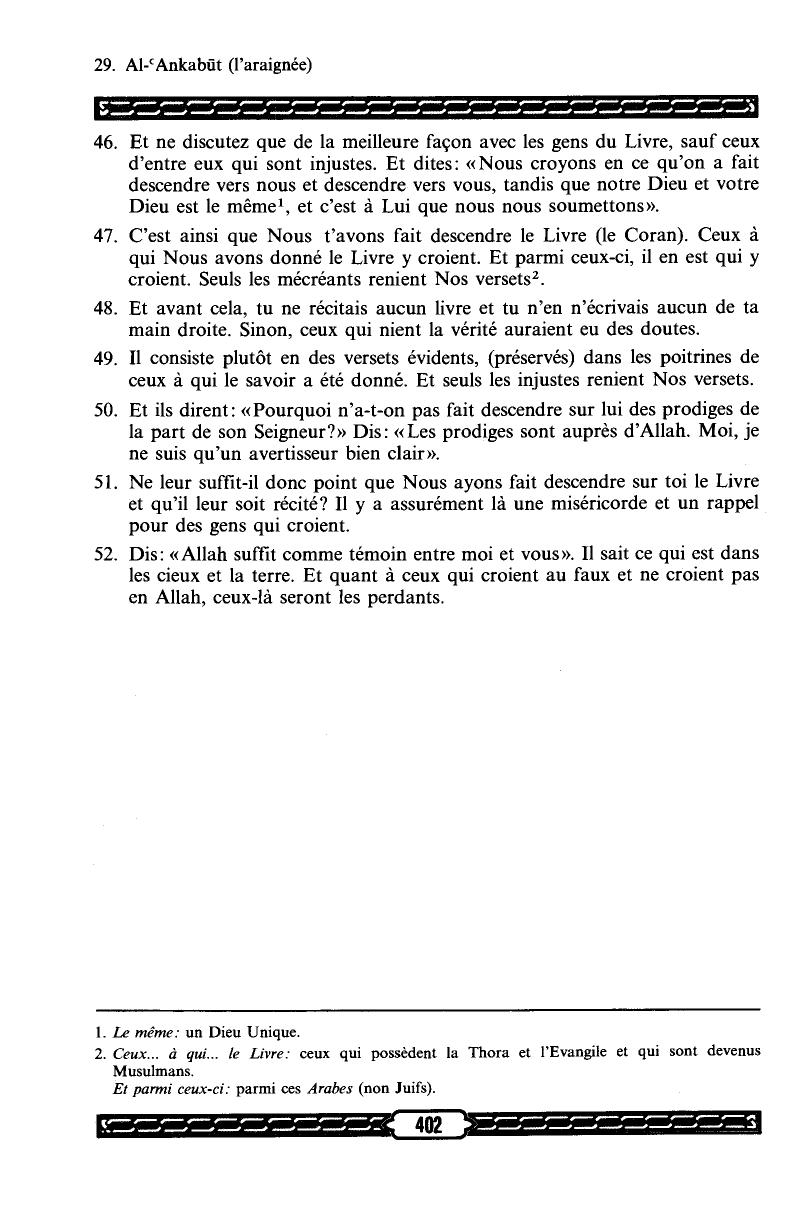 29. Al-ᶜAnkabūt (l’araignée)
46. Et ne discutez que de la meilleure façon avec les gens du Livre, sauf ceux
d’entre eux qui sont injustes. Et dites: «Nous croyons en ce qu’on a fait
descendre vers nous et descendre vers vous, tandis que notre Dieu et votre
Dieu est le même¹, et c’est à Lui que nous nous soumettons».
47. C’est ainsi que Nous t’avons fait descendre le Livre (le Coran). Ceux à
qui Nous avons donné le Livre y croient. Et parmi ceux-ci, il en est qui y
croient. Seuls les mécréants renient Nos versets².
48. Et avant cela, tu ne récitais aucun livre et tu n’en n’écrivais aucun de ta
main droite. Sinon, ceux qui nient la vérité auraient eu des doutes.
49. Il consiste plutôt en des versets évidents, (préservés) dans les poitrines de
ceux à qui le savoir a été donné. Et seuls les injustes renient Nos versets.
50. Et ils dirent: «Pourquoi n’a-t-on pas fait descendre sur lui des prodiges de
la part de son Seigneur?» Dis: «Les prodiges sont auprès d’Allah. Moi, je
ne suis qu’un avertisseur bien clair».
51. Ne leur suffit-il donc point que Nous ayons fait descendre sur toi le Livre
et qu’il leur soit récité? Il y a assurément là une miséricorde et un rappel
pour des gens qui croient.
52. Dis: «Allah suffit comme témoin entre moi et vous». Il sait ce qui est dans
les cieux et la terre. Et quant à ceux qui croient au faux et ne croient pas
en Allah, ceux-là seront les perdants.
1. Le même: un Dieu Unique.
2. Ceux... à qui... le Livre: ceux qui possèdent la Thora et l’Evangile et qui sont devenus
Musulmans.
Et parmi ceux-ci: parmi ces Arabes (non Juifs).
402